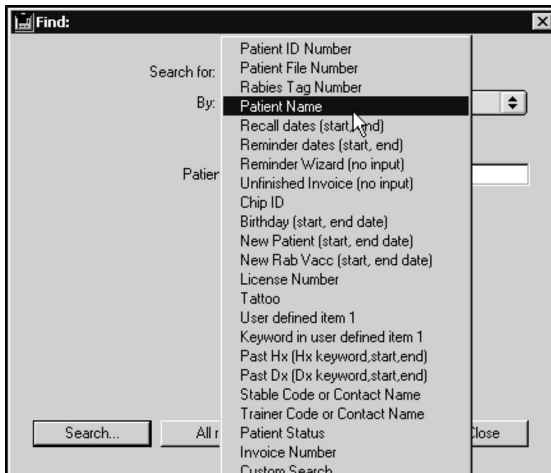 Find:
Search for:
By:
Patient ID Number
Patient File Number
Rabies Tag Number
Patient Name
Recall dates (start, end)
Reminder dates (start, end)
Reminder Wizard (no input)
Unfinished Invoice (no input)
Chip ID
Birthday (start, end date)
New Patient (start, end date)
New Rab Vacc (start, end date)
License Number
Tattoo
User defined item 1
Keyword in user defined item 1
Past Hx (Hx keyword,start,end)
Past Dx (Dx keyword,start,end)
Stable Code or Contact Name
Trainer Code or Contact Name
Patient Status
Invoice Number
Custom Search
Search...
All
Close